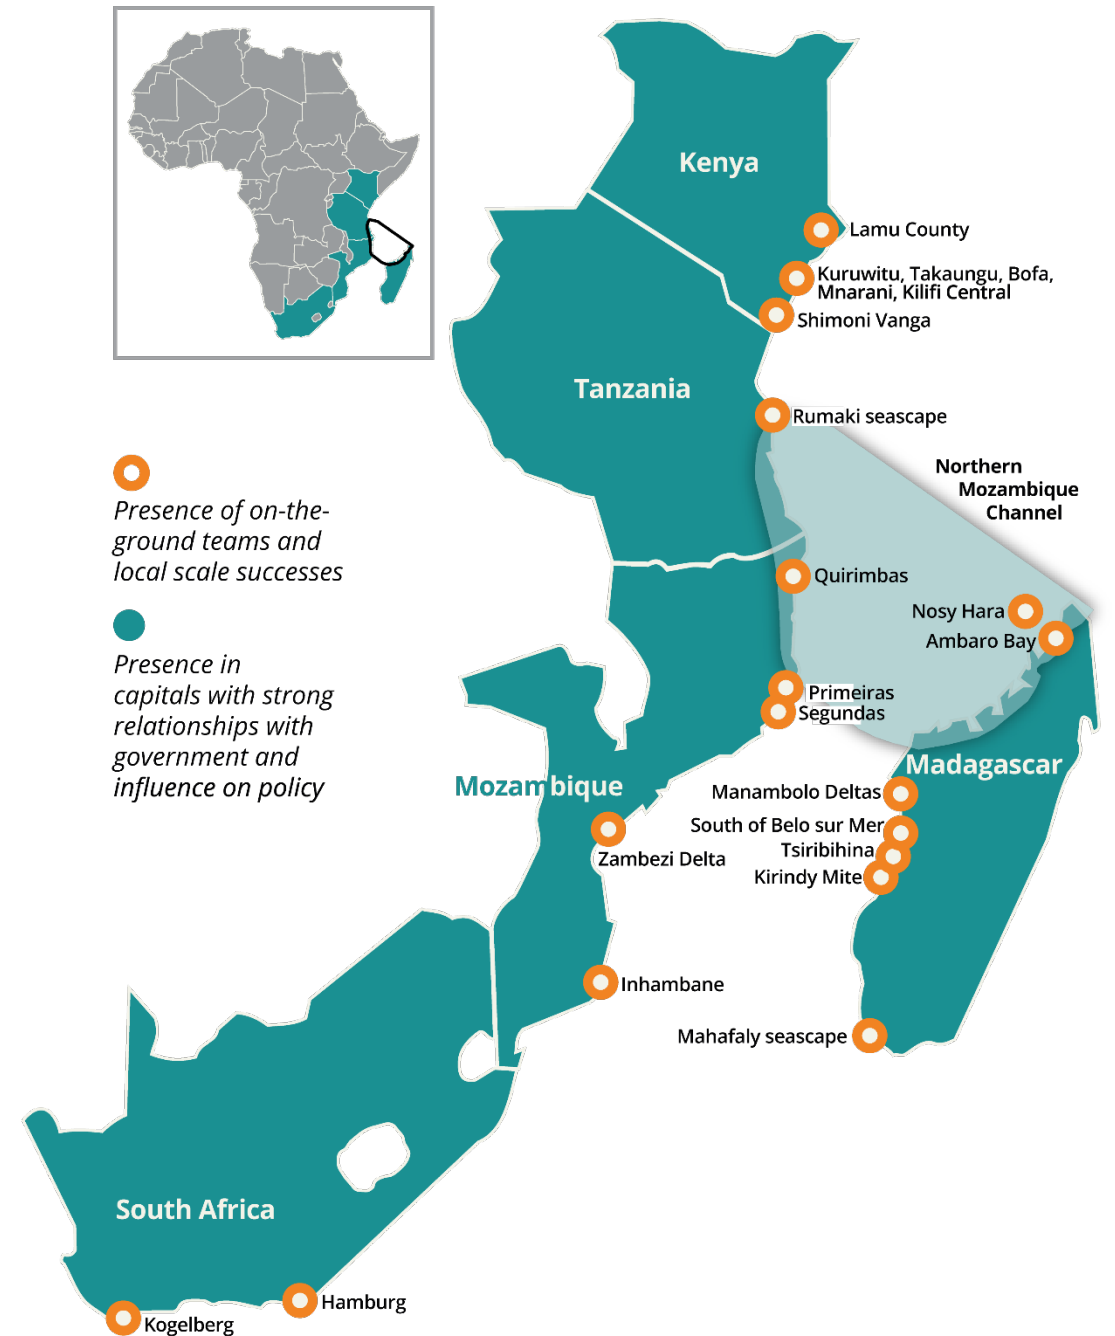 Kenya
Lamu County
Kuruwitu, Takaungu, Bofa,
Mnarani, Kilifi Central
Shimoni Vanga
Tanzania
Rumaki seascape
Northern
Mozambique
Channel
Presence of on-the-
ground teams and
local scale successes
Presence in
capitals with strong
relationships with
government and
influence on policy
Quirimbas
Nosy Hara
Ambaro Bay
Primeiras
Segundas
Mozambique
Madagascar
Manambolo Deltas
South of Belo sur Mer
Tsiribihina
Kirindy Mite
Zambezi Delta
Inhambane
Mahafaly seascape
South Africa
Hamburg
Kogelberg